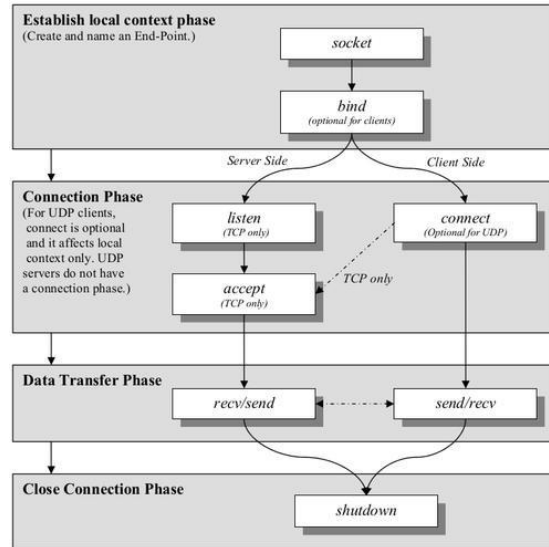 Establish local context phase
(Create and name an End-Point.)
socket
bind
(optional for clients)
Server Side
Client Side
Connection Phase
(For UDP clients,
connect is optional
and it affects local
context only. UDP
servers do not have
a connection phase.)
listen
(TCP only)
connect
(Optional for UDP)
accept
(TCP only)
TCP only
Data Transfer Phase
recv/send
send/recv
Close Connection Phase
shutdown